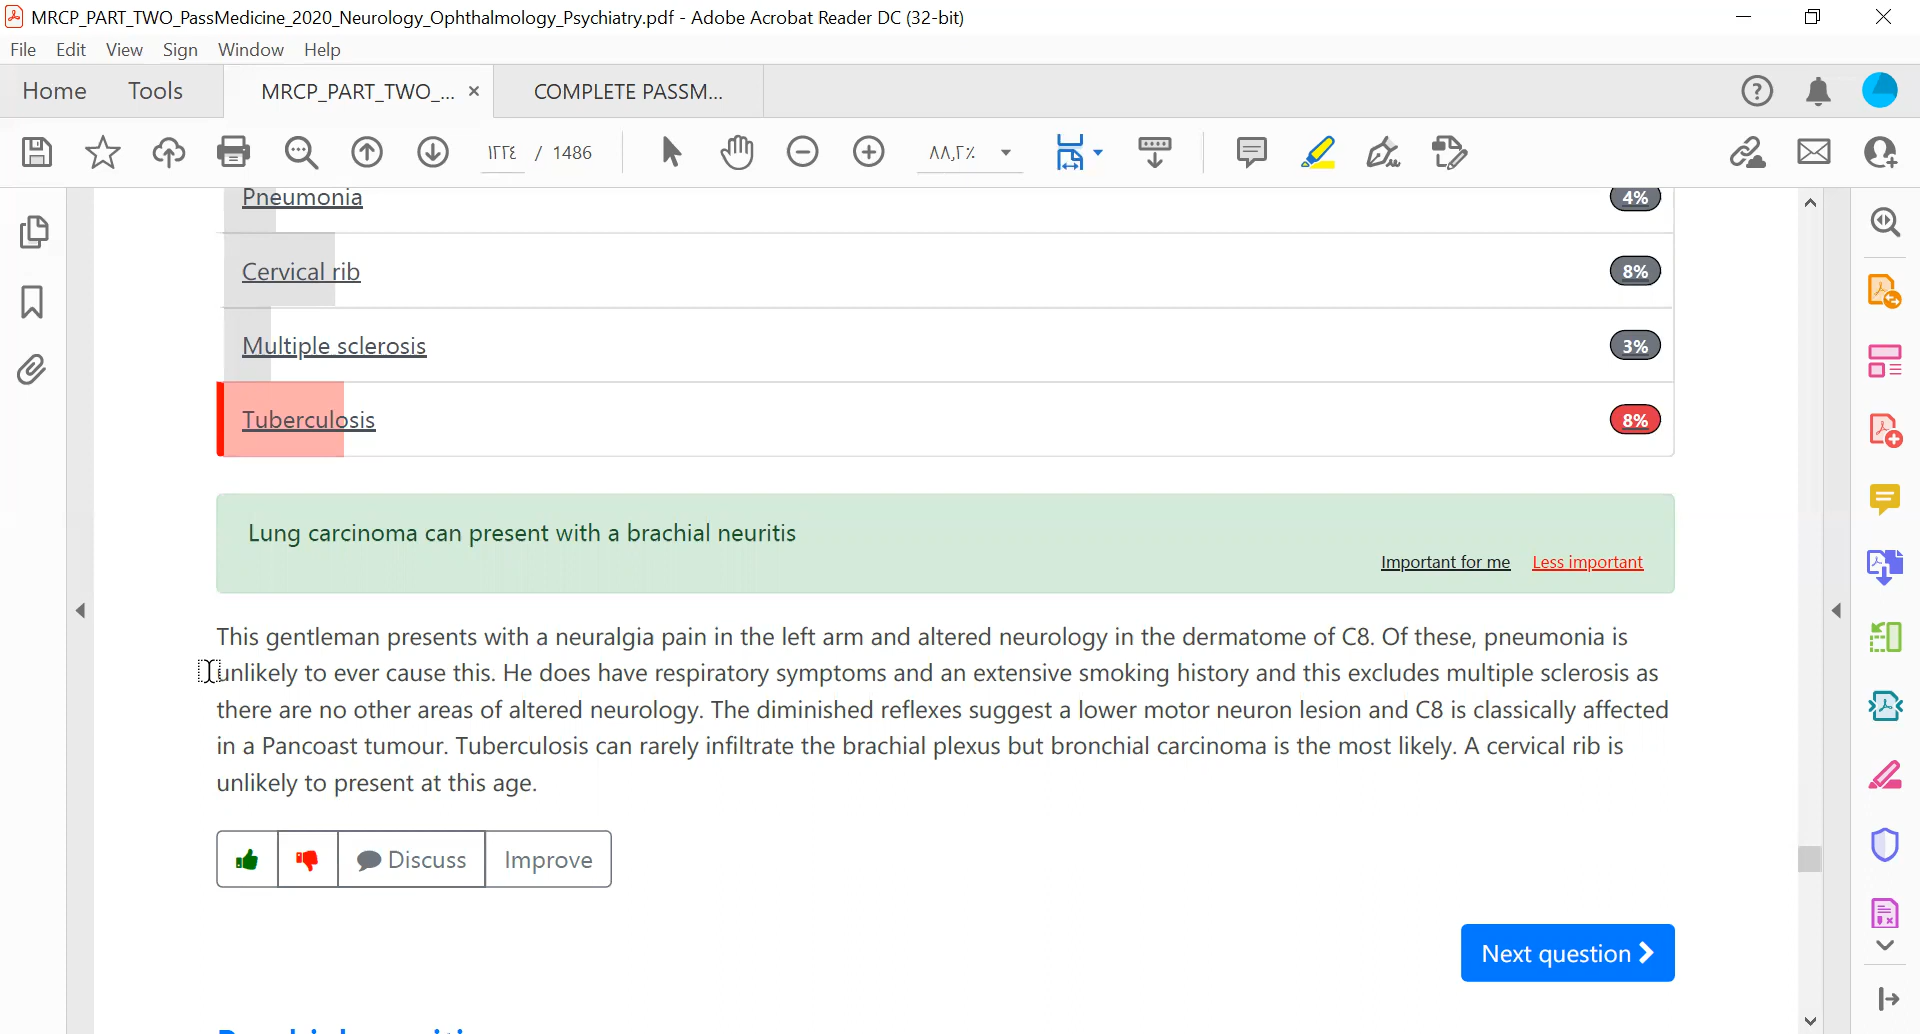 MRCP_PART_TWO_PassMedicine_2020_Neurology_Ophthalmology_Psychiatry.pdf - Adobe Acrobat Reader DC (32-bit)
File Edit View Sign Window Help
Home Tools MRCP_PART_TWO_... × COMPLETE PASSM...
١٢٣٤ / 1486 ٨٨,٢٪
Pneumonia 4%
Cervical rib 8%
Multiple sclerosis 3%
Tuberculosis 8%
Lung carcinoma can present with a brachial neuritis
Important for me Less important
This gentleman presents with a neuralgia pain in the left arm and altered neurology in the dermatome of C8. Of these, pneumonia is
unlikely to ever cause this. He does have respiratory symptoms and an extensive smoking history and this excludes multiple sclerosis as
there are no other areas of altered neurology. The diminished reflexes suggest a lower motor neuron lesion and C8 is classically affected
in a Pancoast tumour. Tuberculosis can rarely infiltrate the brachial plexus but bronchial carcinoma is the most likely. A cervical rib is
unlikely to present at this age.
Discuss Improve
Next question